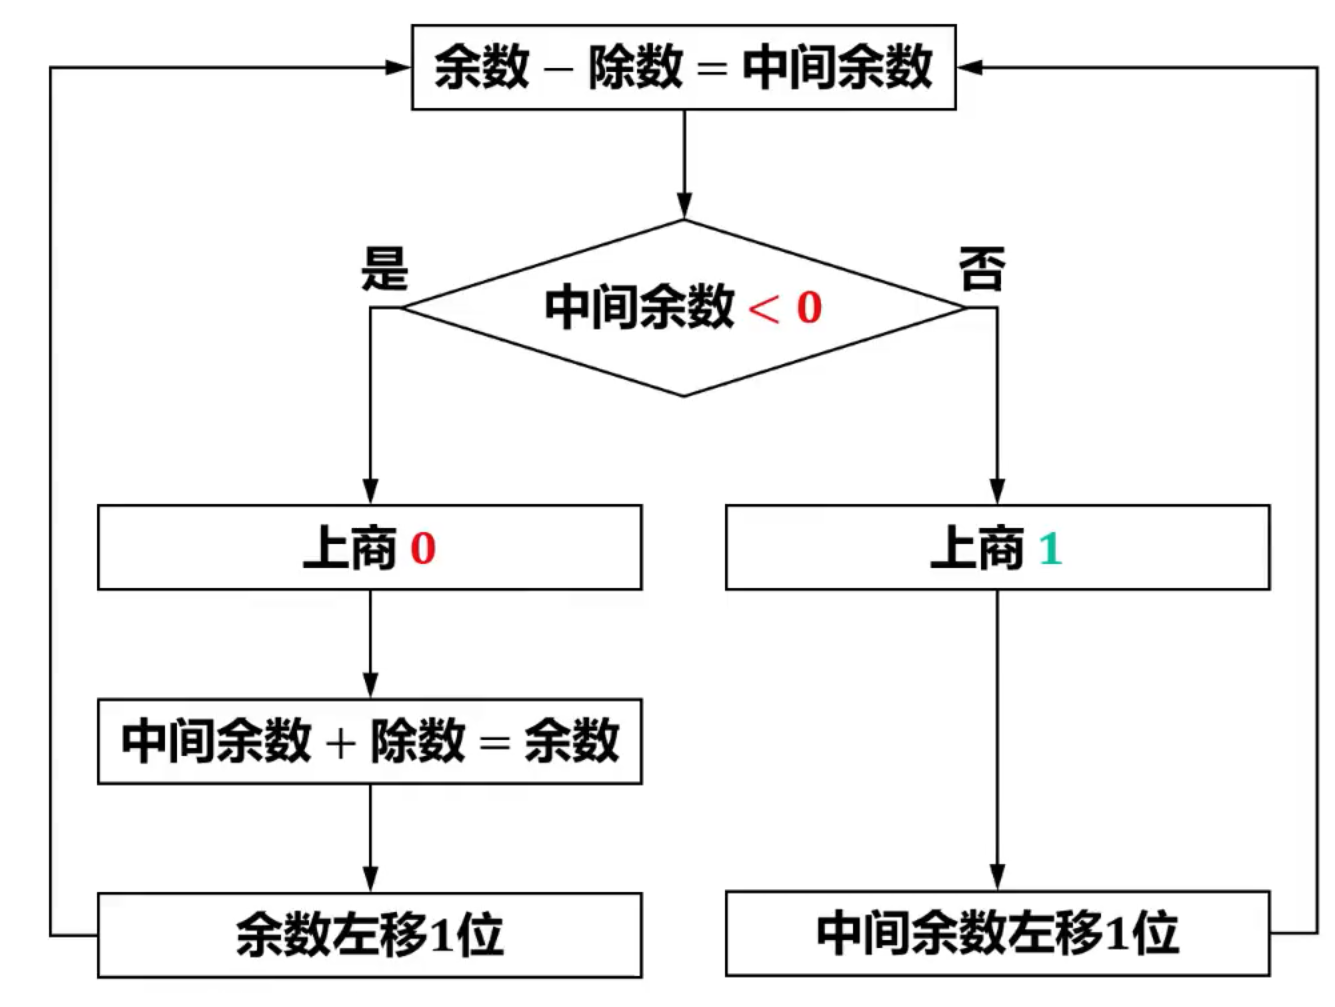 余数 − 除数 = 中间余数
是
否
中间余数 < 0
上商 0
上商 1
中间余数 + 除数 = 余数
余数左移1位
中间余数左移1位